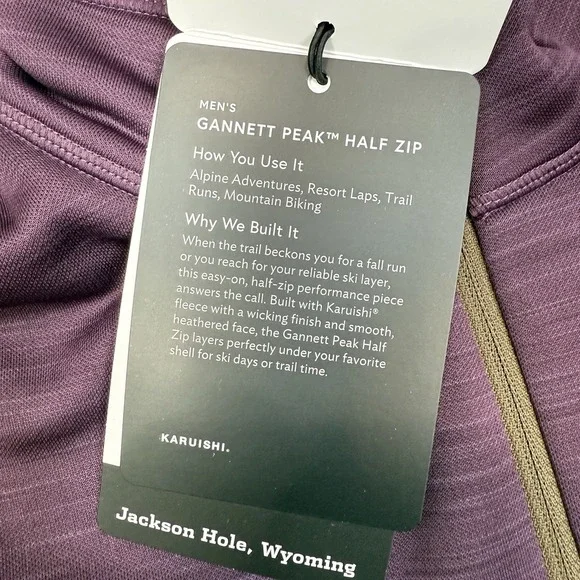 MEN'S
GANNETT PEAK™ HALF ZIP
How You Use It
Alpine Adventures, Resort Laps, Trail
Runs, Mountain Biking
Why We Built It
When the trail beckons you for a fall run
or you reach for your reliable ski layer,
this easy-on, half-zip performance piece
answers the call. Built with Karuishi®
fleece with a wicking finish and smooth,
heathered face, the Gannett Peak Half
Zip layers perfectly under your favorite
shell for ski days or trail time.
KARUISHI®
Jackson Hole, Wyoming